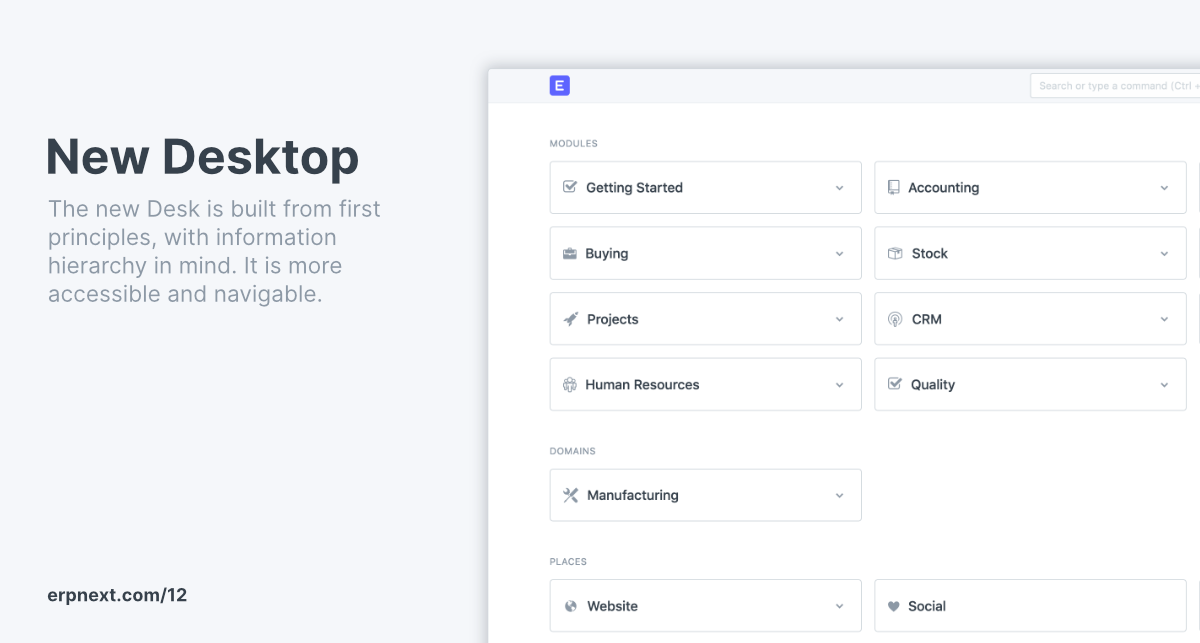 New Desktop
The new Desk is built from first
principles, with information
hierarchy in mind. It is more
accessible and navigable.
erpnext.com/12
E
Search or type a command (Ctrl +
MODULES
Getting Started
Accounting
Buying
Stock
Projects
CRM
Human Resources
Quality
DOMAINS
Manufacturing
PLACES
Website
Social